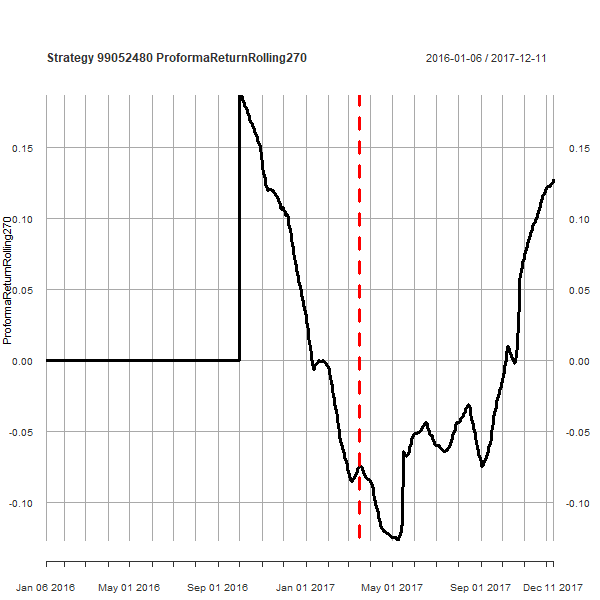 Strategy 99052480 ProformaReturnRolling270
2016-01-06 / 2017-12-11
0.15 0.15
0.10 0.10
0.05 0.05
0.00 0.00
-0.05 -0.05
-0.10 -0.10
ProformaReturnRolling270
Jan 06 2016 May 01 2016 Sep 01 2016 Jan 01 2017 May 01 2017 Sep 01 2017 Dec 11 2017